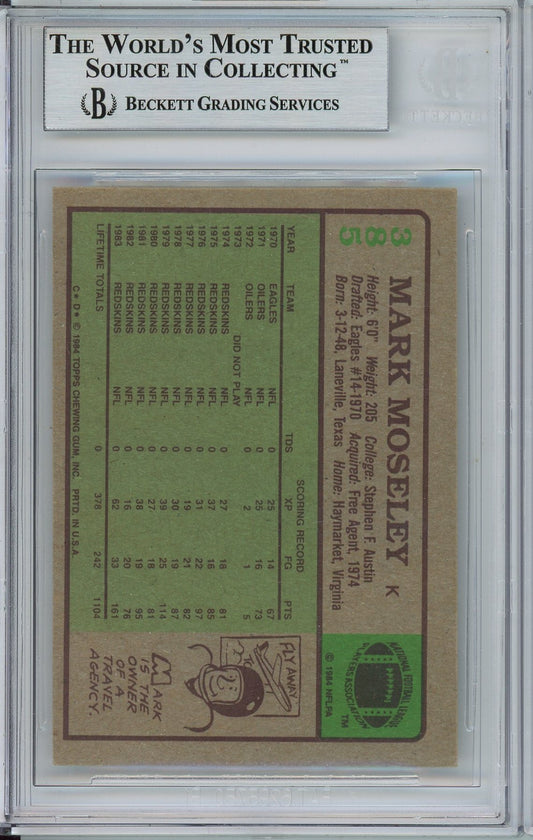 THE WORLD'S MOST TRUSTED
SOURCE IN COLLECTING™
B BECKETT GRADING SERVICES
385
MARK MOSELEY K
Height: 6'0" Weight: 205 College: Stephen F. Austin
Drafted: Eagles #14-1970 Acquired: Free Agent, 1974
Born: 3-12-48, Laneville, Texas Home: Haymarket, Virginia
NATIONAL FOOTBALL LEAGUE
PLAYERS ASSOCIATION
TM
© 1984 NFLPA
SCORING RECORD
YEAR TEAM TDS XP FG PTS
1970 EAGLES NFL 0 25 14 67
1971 OILERS NFL 0 25 16 73
1972 OILERS NFL 0 2 1 5
1973 DID NOT PLAY
1974 REDSKINS NFL 0 27 18 81
1975 REDSKINS NFL 0 37 16 85
1976 REDSKINS NFL 0 31 22 97
1977 REDSKINS NFL 0 19 21 82
1978 REDSKINS NFL 0 30 19 87
1979 REDSKINS NFL 0 39 25 114
1980 REDSKINS NFL 0 27 18 81
1981 REDSKINS NFL 0 38 19 95
1982 REDSKINS NFL 0 16 20 76
1983 REDSKINS NFL 0 62 33 161
LIFETIME TOTALS 0 378 242 1104
FLY AWAY
MARK
IS THE
OWNER
OF A
TRAVEL
AGENCY.
C★D★ © 1984 TOPPS CHEWING GUM, INC. PRTD. IN U.S.A.